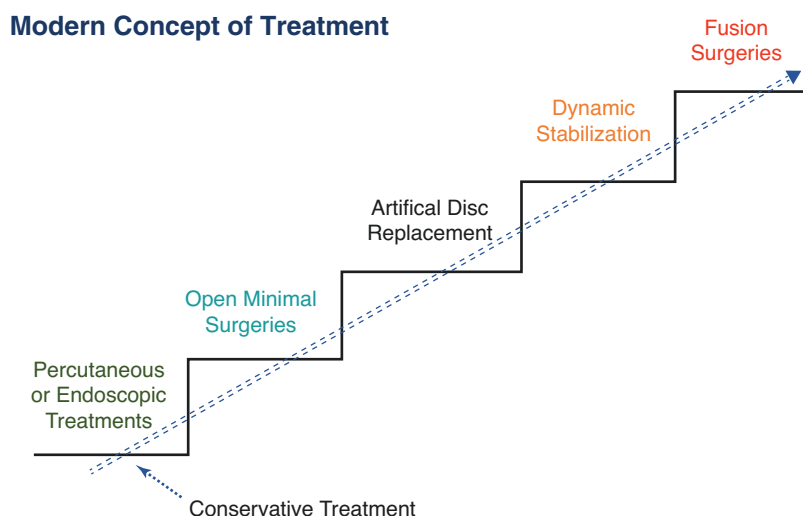 Modern Concept of Treatment
Fusion
Surgeries
Dynamic
Stabilization
Artifical Disc
Replacement
Open Minimal
Surgeries
Percutaneous
or Endoscopic
Treatments
Conservative Treatment